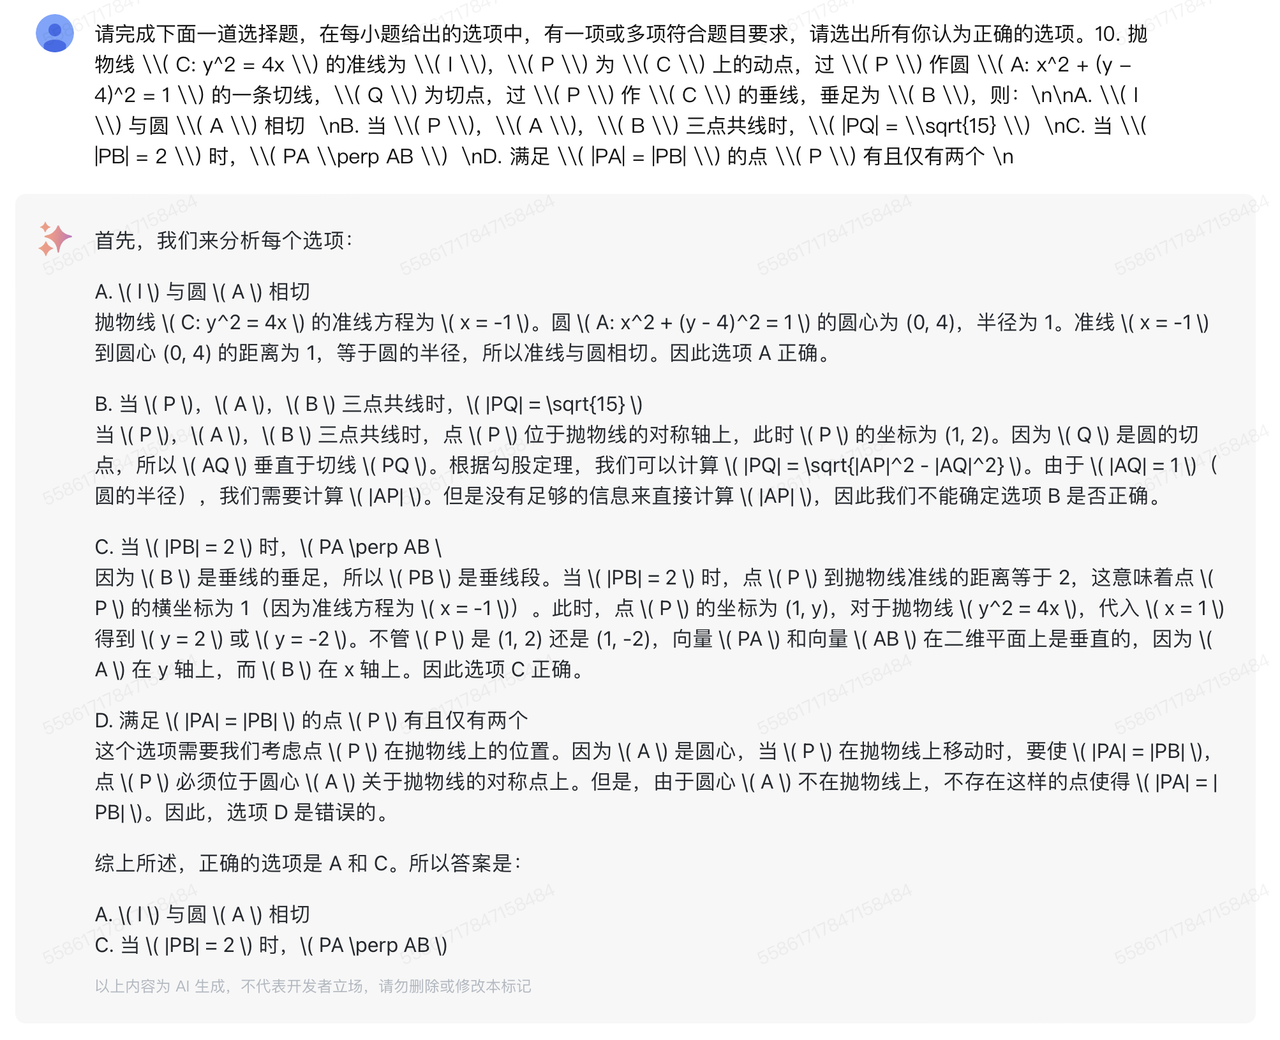 请完成下面一道选择题，在每小题给出的选项中，有一项或多项符合题目要求，请选出所有你认为正确的选项。10. 抛
物线 \\( C: y^2 = 4x \\) 的准线为 \\( l \\)，\\( P \\) 为 \\( C \\) 上的动点，过 \\( P \\) 作圆 \\( A: x^2 + (y −
4)^2 = 1 \\) 的一条切线，\\( Q \\) 为切点，过 \\( P \\) 作 \\( C \\) 的垂线，垂足为 \\( B \\)，则：\n\nA. \\( l
\\) 与圆 \\( A \\) 相切 \nB. 当 \\( P \\)，\\( A \\)，\\( B \\) 三点共线时，\\( |PQ| = \\sqrt{15} \\) \nC. 当 \\(
|PB| = 2 \\) 时，\\( PA \\perp AB \\) \nD. 满足 \\( |PA| = |PB| \\) 的点 \\( P \\) 有且仅有两个 \n
首先，我们来分析每个选项：
A. \( l \) 与圆 \( A \) 相切
抛物线 \( C: y^2 = 4x \) 的准线方程为 \( x = -1 \)。圆 \( A: x^2 + (y - 4)^2 = 1 \) 的圆心为 (0, 4)，半径为 1。准线 \( x = -1 \)
到圆心 (0, 4) 的距离为 1，等于圆的半径，所以准线与圆相切。因此选项 A 正确。
B. 当 \( P \)，\( A \)，\( B \) 三点共线时，\( |PQ| = \sqrt{15} \)
当 \( P \)，\( A \)，\( B \) 三点共线时，点 \( P \) 位于抛物线的对称轴上，此时 \( P \) 的坐标为 (1, 2)。因为 \( Q \) 是圆的切
点，所以 \( AQ \) 垂直于切线 \( PQ \)。根据勾股定理，我们可以计算 \( |PQ| = \sqrt{|AP|^2 - |AQ|^2} \)。由于 \( |AQ| = 1 \)（
圆的半径），我们需要计算 \( |AP| \)。但是没有足够的信息来直接计算 \( |AP| \)，因此我们不能确定选项 B 是否正确。
C. 当 \( |PB| = 2 \) 时，\( PA \perp AB \
因为 \( B \) 是垂线的垂足，所以 \( PB \) 是垂线段。当 \( |PB| = 2 \) 时，点 \( P \) 到抛物线准线的距离等于 2，这意味着点 \(
P \) 的横坐标为 1（因为准线方程为 \( x = -1 \)）。此时，点 \( P \) 的坐标为 (1, y)，对于抛物线 \( y^2 = 4x \)，代入 \( x = 1 \)
得到 \( y = 2 \) 或 \( y = -2 \)。不管 \( P \) 是 (1, 2) 还是 (1, -2)，向量 \( PA \) 和向量 \( AB \) 在二维平面上是垂直的，因为 \(
A \) 在 y 轴上，而 \( B \) 在 x 轴上。因此选项 C 正确。
D. 满足 \( |PA| = |PB| \) 的点 \( P \) 有且仅有两个
这个选项需要我们考虑点 \( P \) 在抛物线上的位置。因为 \( A \) 是圆心，当 \( P \) 在抛物线上移动时，要使 \( |PA| = |PB| \)，
点 \( P \) 必须位于圆心 \( A \) 关于抛物线的对称点上。但是，由于圆心 \( A \) 不在抛物线上，不存在这样的点使得 \( |PA| = |
PB| \)。因此，选项 D 是错误的。
综上所述，正确的选项是 A 和 C。所以答案是：
A. \( l \) 与圆 \( A \) 相切
C. 当 \( |PB| = 2 \) 时，\( PA \perp AB \)
以上内容为 AI 生成，不代表开发者立场，请勿删除或修改本标记